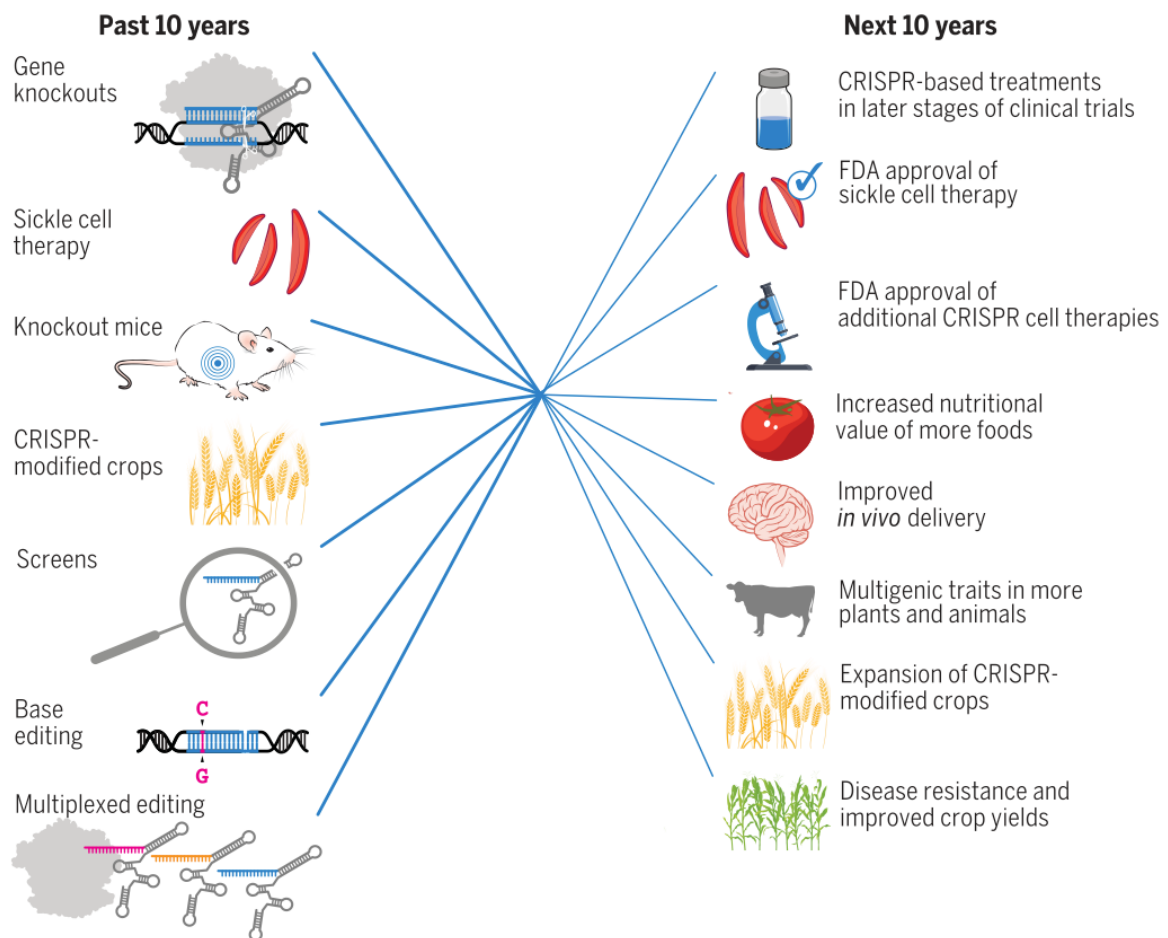 Past 10 years
Gene
knockouts
Sickle cell
therapy
Knockout mice
CRISPR-
modified crops
Screens
Base
editing
C
G
Multiplexed editing
Next 10 years
CRISPR-based treatments
in later stages of clinical trials
FDA approval of
sickle cell therapy
FDA approval of
additional CRISPR cell therapies
Increased nutritional
value of more foods
Improved
in vivo delivery
Multigenic traits in more
plants and animals
Expansion of CRISPR-
modified crops
Disease resistance and
improved crop yields